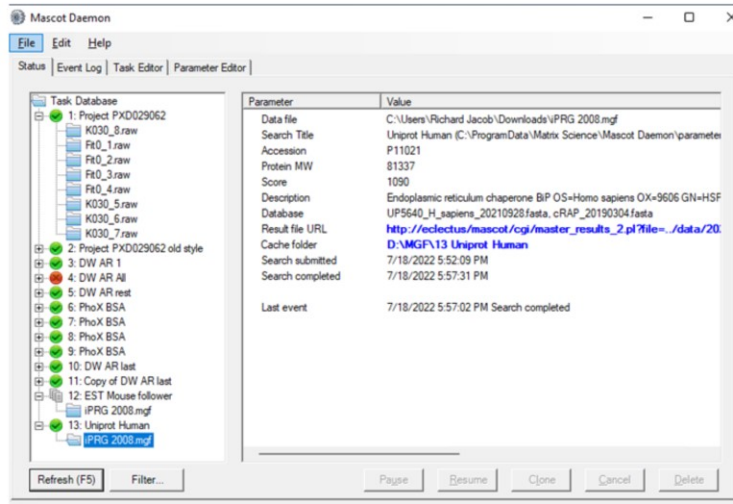 Mascot Daemon
File Edit Help
Status Event Log Task Editor Parameter Editor
Task Database
1: Project PXD029062
K030_8.raw
Fit0_1.raw
Fit0_2.raw
Fit0_3.raw
Fit0_4.raw
K030_5.raw
K030_6.raw
K030_7.raw
2: Project PXD029062 old style
3: DW AR 1
4: DW AR All
5: DW AR rest
6: PhoX BSA
7: PhoX BSA
8: PhoX BSA
9: PhoX BSA
10: DW AR last
11: Copy of DW AR last
12: EST Mouse follower
iPRG 2008.mgf
13: Uniprot Human
iPRG 2008.mgf
Parameter Value
Data file C:\Users\Richard Jacob\Downloads\iPRG 2008.mgf
Search Title Uniprot Human (C:\ProgramData\Matrix Science\Mascot Daemon\parameter
Accession P11021
Protein MW 81337
Score 1090
Description Endoplasmic reticulum chaperone BiP OS=Homo sapiens OX=9606 GN=HSP
Database UP5640_H_sapiens_20210928.fasta, cRAP_20190304.fasta
Result file URL http://eclectus/mascot/cgi/master_results_2.pl?file=../data/20
Cache folder D:\MGF\13 Uniprot Human
Search submitted 7/18/2022 5:52:09 PM
Search completed 7/18/2022 5:57:31 PM
Last event 7/18/2022 5:57:02 PM Search completed
Refresh (F5) Filter... Pause Resume Clone Cancel Delete